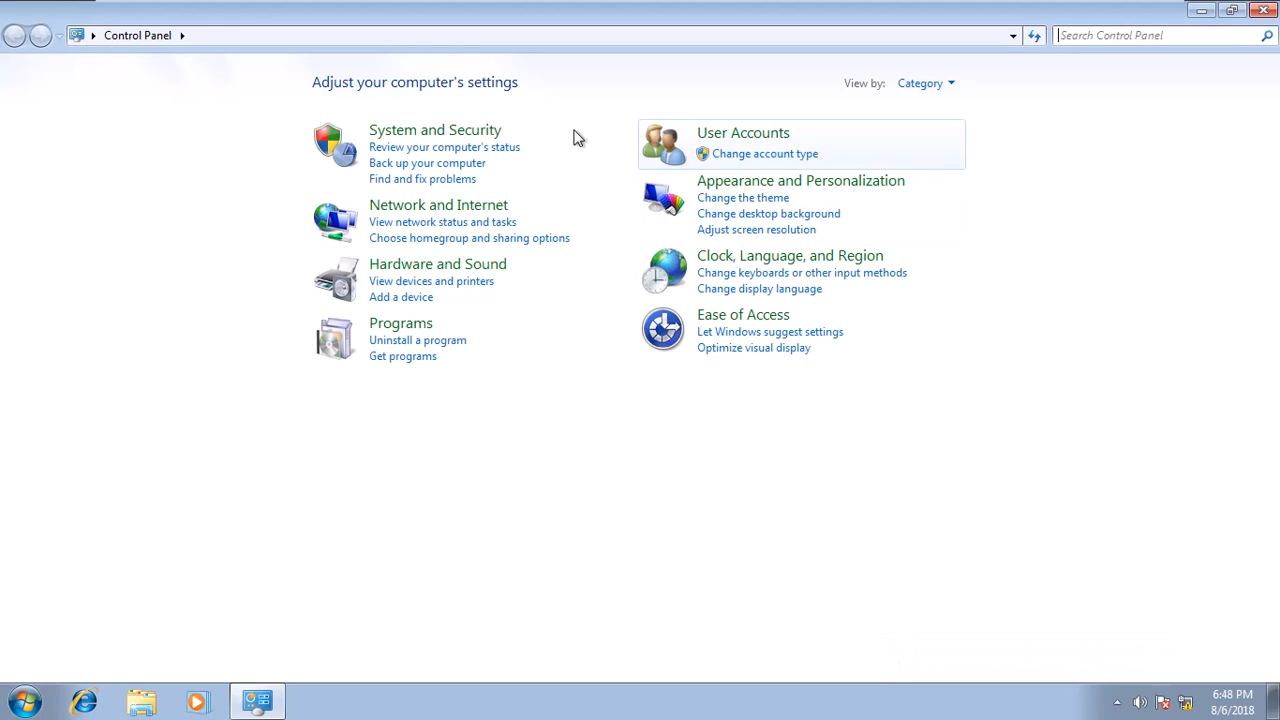 Control Panel
Search Control Panel
Adjust your computer's settings
View by: Category
System and Security
Review your computer's status
Back up your computer
Find and fix problems
Network and Internet
View network status and tasks
Choose homegroup and sharing options
Hardware and Sound
View devices and printers
Add a device
Programs
Uninstall a program
Get programs
User Accounts
Change account type
Appearance and Personalization
Change the theme
Change desktop background
Adjust screen resolution
Clock, Language, and Region
Change keyboards or other input methods
Change display language
Ease of Access
Let Windows suggest settings
Optimize visual display
6:48 PM
8/6/2018